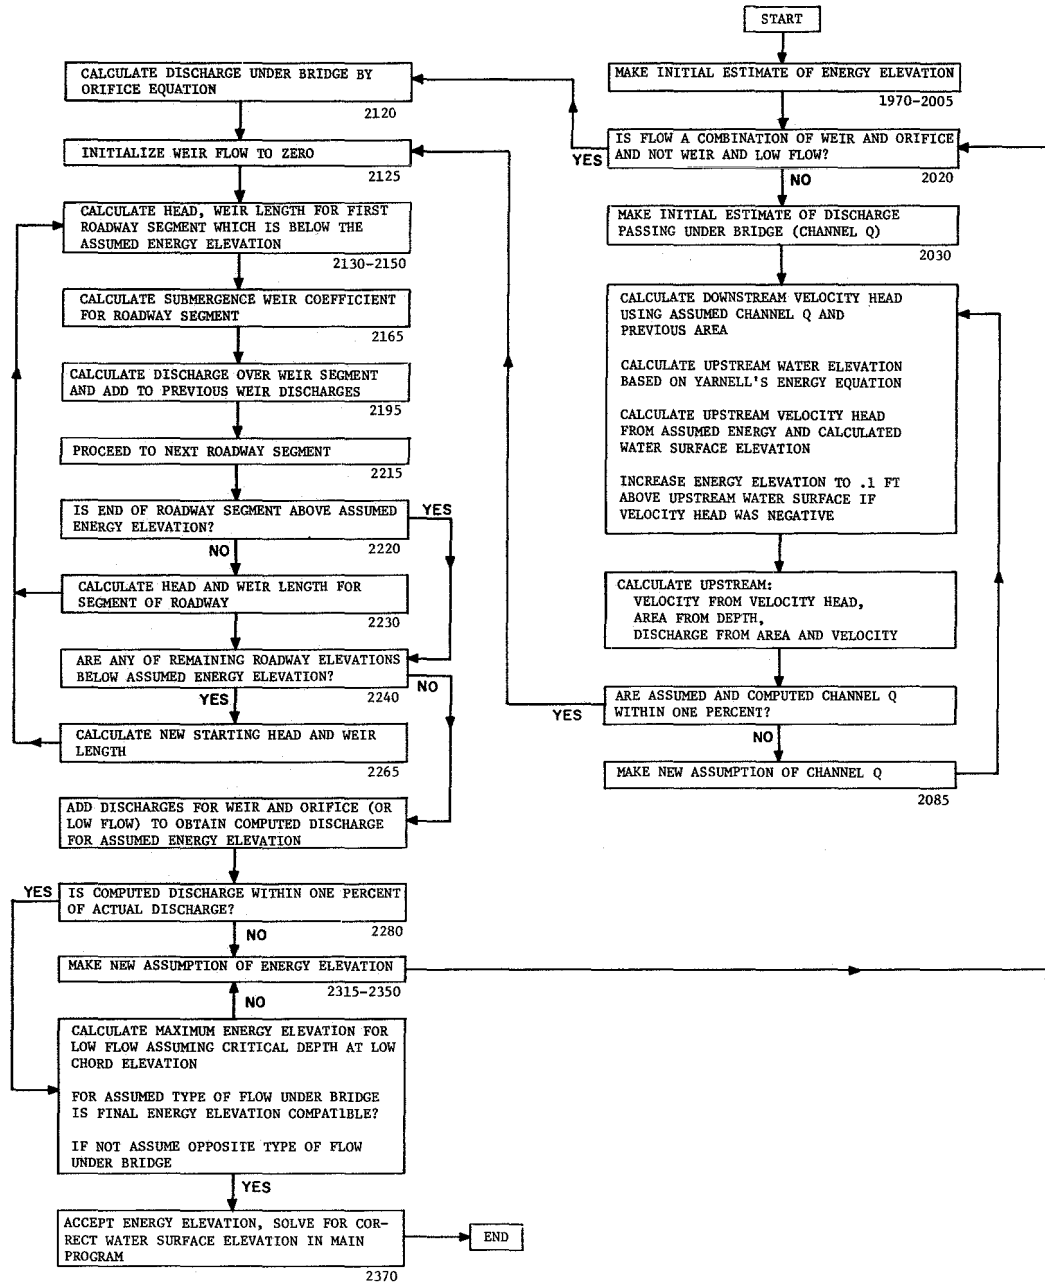 START
MAKE INITIAL ESTIMATE OF ENERGY ELEVATION
1970-2005
IS FLOW A COMBINATION OF WEIR AND ORIFICE
AND NOT WEIR AND LOW FLOW?
YES
2020
NO
MAKE INITIAL ESTIMATE OF DISCHARGE
PASSING UNDER BRIDGE (CHANNEL Q)
2030
CALCULATE DOWNSTREAM VELOCITY HEAD
USING ASSUMED CHANNEL Q AND
PREVIOUS AREA
CALCULATE UPSTREAM WATER ELEVATION
BASED ON YARNELL'S ENERGY EQUATION
CALCULATE UPSTREAM VELOCITY HEAD
FROM ASSUMED ENERGY AND CALCULATED
WATER SURFACE ELEVATION
INCREASE ENERGY ELEVATION TO .1 FT
ABOVE UPSTREAM WATER SURFACE IF
VELOCITY HEAD WAS NEGATIVE
CALCULATE UPSTREAM:
VELOCITY FROM VELOCITY HEAD,
AREA FROM DEPTH,
DISCHARGE FROM AREA AND VELOCITY
ARE ASSUMED AND COMPUTED CHANNEL Q
WITHIN ONE PERCENT?
YES
NO
MAKE NEW ASSUMPTION OF CHANNEL Q
2085
CALCULATE DISCHARGE UNDER BRIDGE BY
ORIFICE EQUATION
2120
INITIALIZE WEIR FLOW TO ZERO
2125
CALCULATE HEAD, WEIR LENGTH FOR FIRST
ROADWAY SEGMENT WHICH IS BELOW THE
ASSUMED ENERGY ELEVATION
2130-2150
CALCULATE SUBMERGENCE WEIR COEFFICIENT
FOR ROADWAY SEGMENT
2165
CALCULATE DISCHARGE OVER WEIR SEGMENT
AND ADD TO PREVIOUS WEIR DISCHARGES
2195
PROCEED TO NEXT ROADWAY SEGMENT
2215
IS END OF ROADWAY SEGMENT ABOVE ASSUMED
ENERGY ELEVATION?
YES
2220
NO
CALCULATE HEAD AND WEIR LENGTH FOR
SEGMENT OF ROADWAY
2230
ARE ANY OF REMAINING ROADWAY ELEVATIONS
BELOW ASSUMED ENERGY ELEVATION?
NO
2240
YES
CALCULATE NEW STARTING HEAD AND WEIR
LENGTH
2265
ADD DISCHARGES FOR WEIR AND ORIFICE (OR
LOW FLOW) TO OBTAIN COMPUTED DISCHARGE
FOR ASSUMED ENERGY ELEVATION
YES
IS COMPUTED DISCHARGE WITHIN ONE PERCENT
OF ACTUAL DISCHARGE?
2280
NO
MAKE NEW ASSUMPTION OF ENERGY ELEVATION
2315-2350
NO
CALCULATE MAXIMUM ENERGY ELEVATION FOR
LOW FLOW ASSUMING CRITICAL DEPTH AT LOW
CHORD ELEVATION
FOR ASSUMED TYPE OF FLOW UNDER BRIDGE
IS FINAL ENERGY ELEVATION COMPATIBLE?
IF NOT ASSUME OPPOSITE TYPE OF FLOW
UNDER BRIDGE
YES
ACCEPT ENERGY ELEVATION, SOLVE FOR COR-
RECT WATER SURFACE ELEVATION IN MAIN
PROGRAM
2370
END